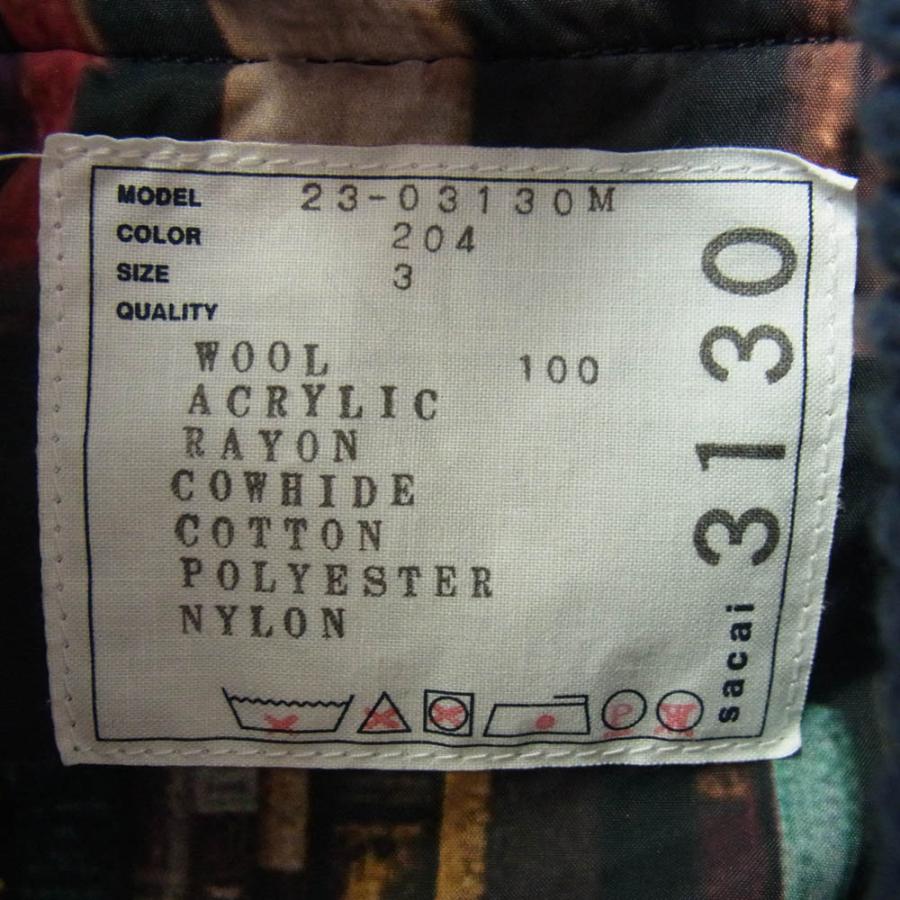 MODEL 23-03130M
COLOR 204
SIZE 3
QUALITY
WOOL 100
ACRYLIC
RAYON
COWHIDE
COTTON
POLYESTER
NYLON
P W
sacai 3130